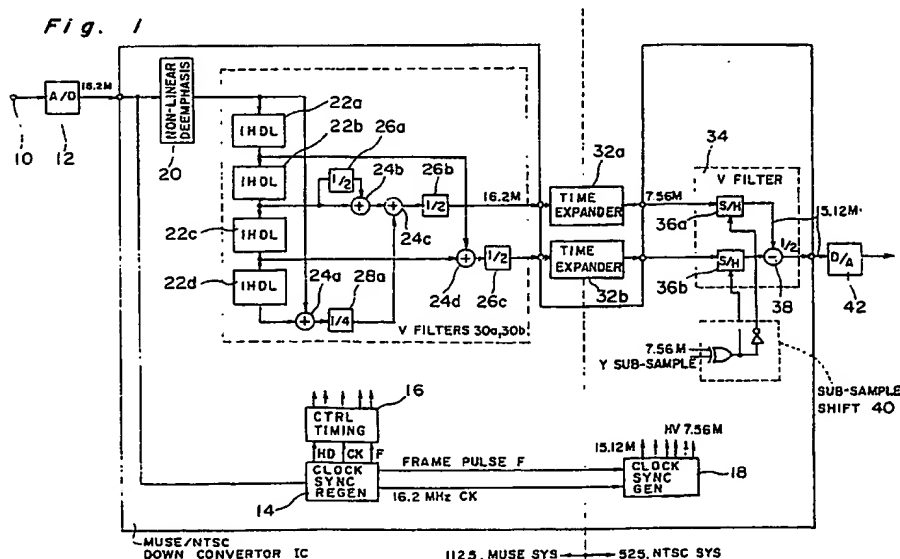 Fig. 1
A/D
16.2M
10
12
NON-LINEAR
DEEMPHASIS
20
1HDL
22a
1HDL
22b
1HDL
22c
1HDL
22d
1/2
26a
+
24b
+
24c
1/2
26b
+
24a
1/4
28a
+
24d
1/2
26c
V FILTERS 30a,30b
16.2M
32a
TIME
EXPANDER
7.56M
TIME
EXPANDER
32b
34
V FILTER
S/H
36a
15.12M
S/H
36b
1/2
38
D/A
42
7.56M
Y SUB-SAMPLE
SUB-SAMPLE
SHIFT 40
16
CTRL
TIMING
HD CK F
CLOCK
SYNC
REGEN
14
FRAME PULSE F
16.2 MHz CK
15.12M
HV 7.56M
CLOCK
SYNC
GEN
18
MUSE/NTSC
DOWN CONVERTOR IC
1125, MUSE SYS
525, NTSC SYS